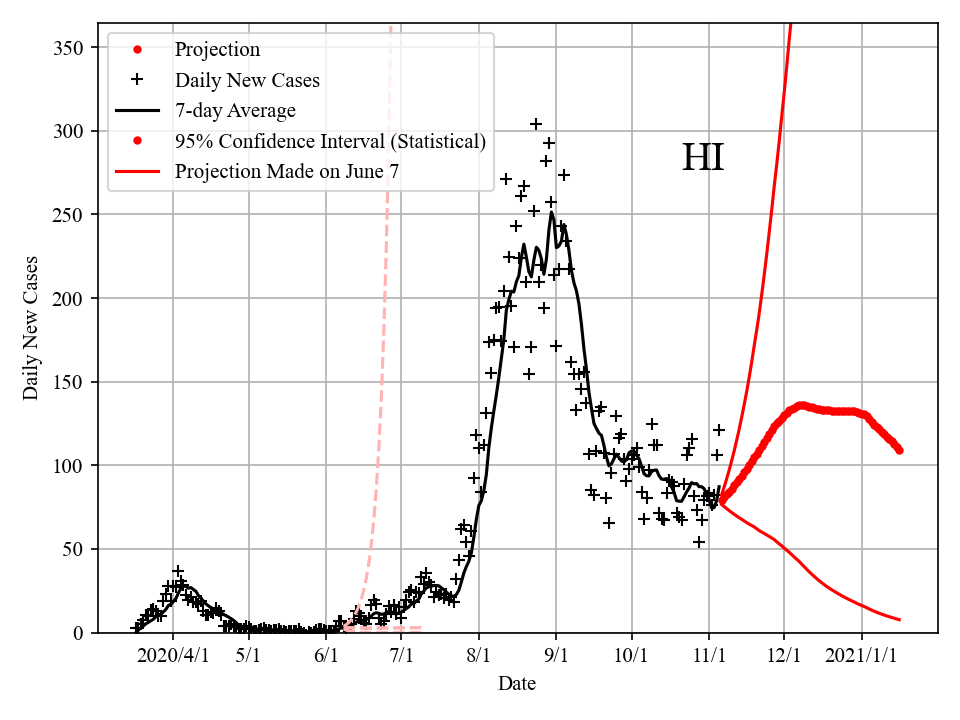 Projection
Daily New Cases
7-day Average
95% Confidence Interval (Statistical)
Projection Made on June 7
HI
350
300
250
200
150
100
50
0
Daily New Cases
2020/4/1 5/1 6/1 7/1 8/1 9/1 10/1 11/1 12/1 2021/1/1
Date